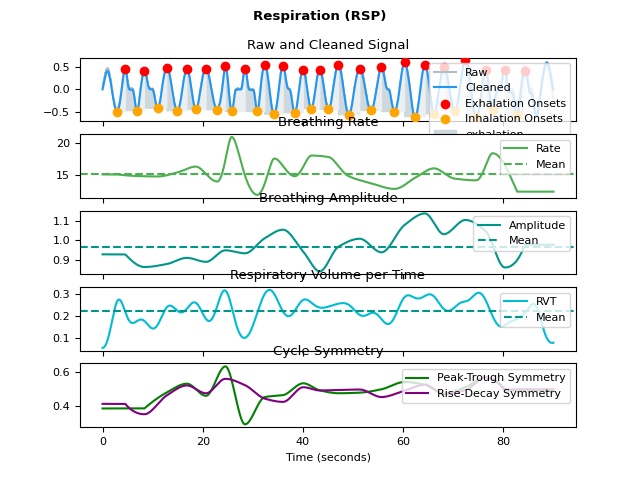 Respiration (RSP)
Raw and Cleaned Signal
0.5
0.0
−0.5
Raw
Cleaned
Exhalation Onsets
Inhalation Onsets
exhalation
Breathing Rate
20
15
Rate
Mean
Breathing Amplitude
1.1
1.0
0.9
Amplitude
Mean
Respiratory Volume per Time
0.3
0.2
0.1
RVT
Mean
Cycle Symmetry
0.6
0.4
Peak-Trough Symmetry
Rise-Decay Symmetry
0 20 40 60 80
Time (seconds)